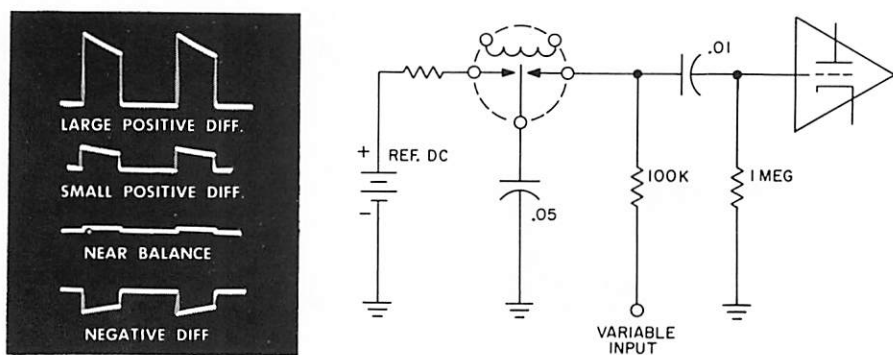 LARGE POSITIVE DIFF.
SMALL POSITIVE DIFF.
NEAR BALANCE
NEGATIVE DIFF
+
REF. DC
-
.05
.01
100K
1 MEG
VARIABLE
INPUT